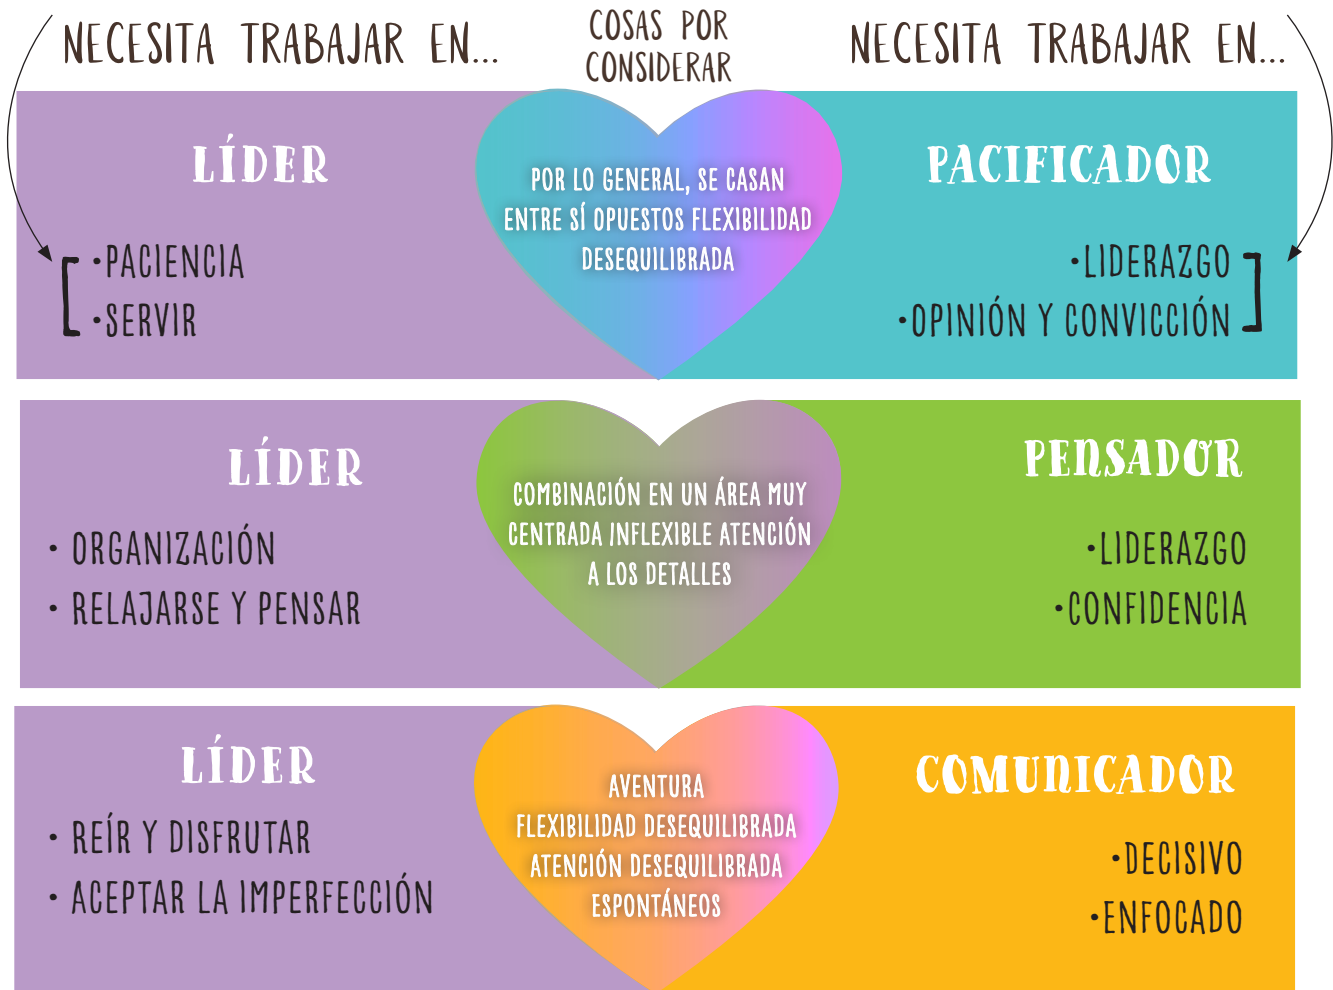 NECESITA TRABAJAR EN...
COSAS POR
CONSIDERAR
NECESITA TRABAJAR EN...
LÍDER
•PACIENCIA
•SERVIR
POR LO GENERAL, SE CASAN
ENTRE SÍ OPUESTOS FLEXIBILIDAD
DESEQUILIBRADA
PACIFICADOR
•LIDERAZGO
•OPINIÓN Y CONVICCIÓN
LÍDER
• ORGANIZACIÓN
• RELAJARSE Y PENSAR
COMBINACIÓN EN UN ÁREA MUY
CENTRADA INFLEXIBLE ATENCIÓN
A LOS DETALLES
PENSADOR
•LIDERAZGO
•CONFIDENCIA
LÍDER
• REÍR Y DISFRUTAR
• ACEPTAR LA IMPERFECCIÓN
AVENTURA
FLEXIBILIDAD DESEQUILIBRADA
ATENCIÓN DESEQUILIBRADA
ESPONTÁNEOS
COMUNICADOR
•DECISIVO
•ENFOCADO